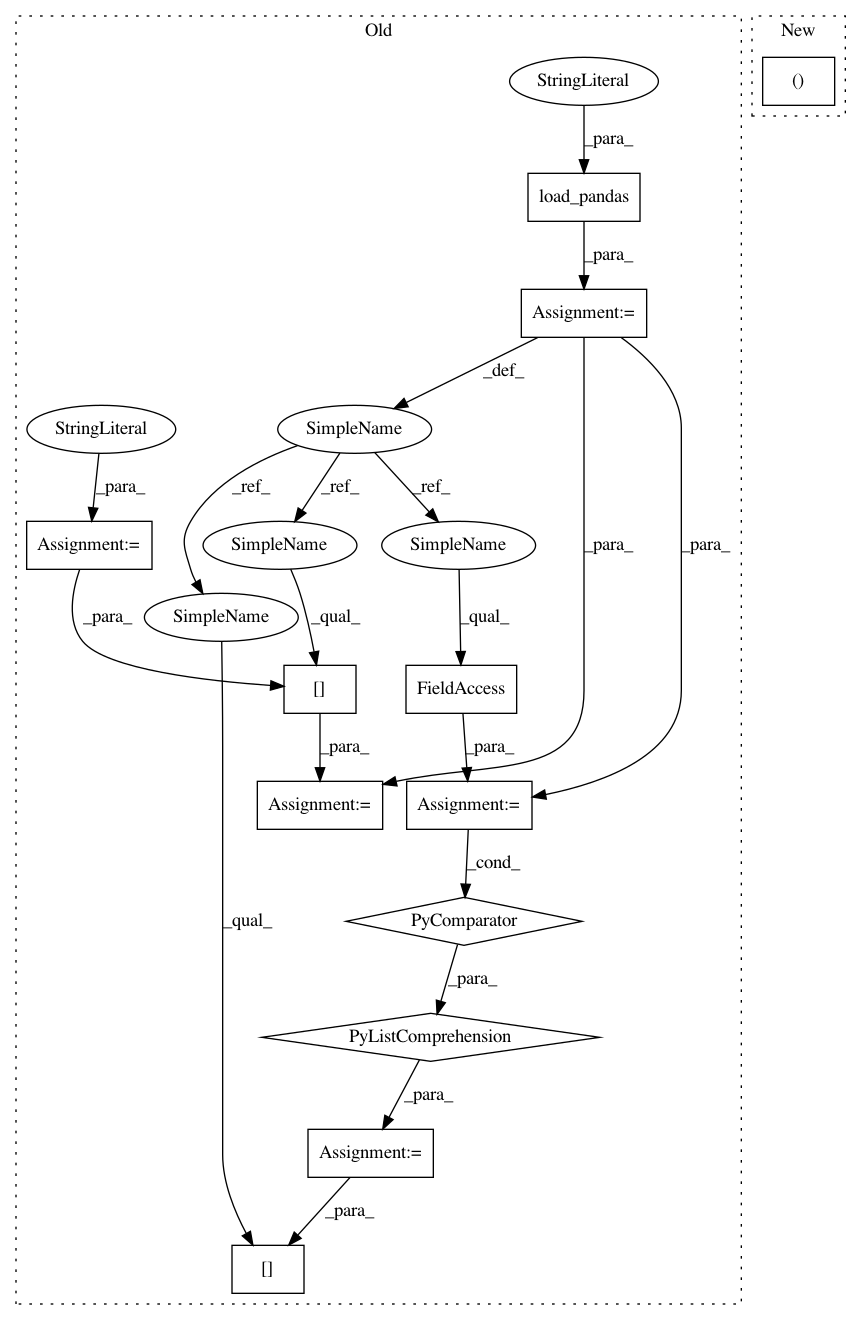 Old
New
StringLiteral
()
_para_
load_pandas
_para_
Assignment:=
_def_
StringLiteral
SimpleName
_para_
_ref_
_ref_
_ref_
Assignment:=
SimpleName
SimpleName
_para_
_para_
_para_
SimpleName
_qual_
_qual_
[]
FieldAccess
_para_
_para_
Assignment:=
Assignment:=
_cond_
_qual_
PyComparator
_para_
PyListComprehension
_para_
Assignment:=
_para_
[]